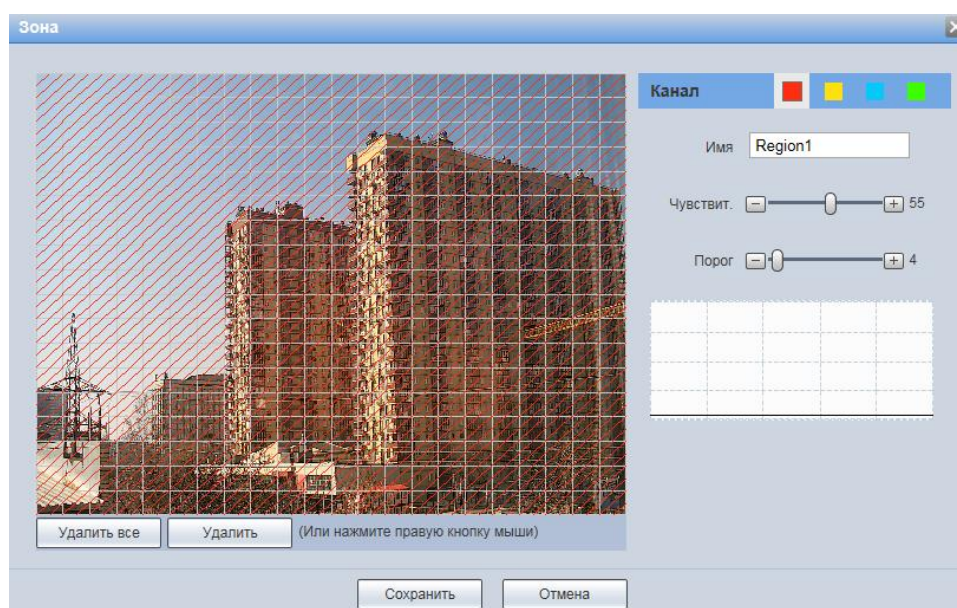 Зона
Канал
Имя Region1
Чувствит. 55
Порог 4
Удалить все Удалить (Или нажмите правую кнопку мыши)
Сохранить Отмена